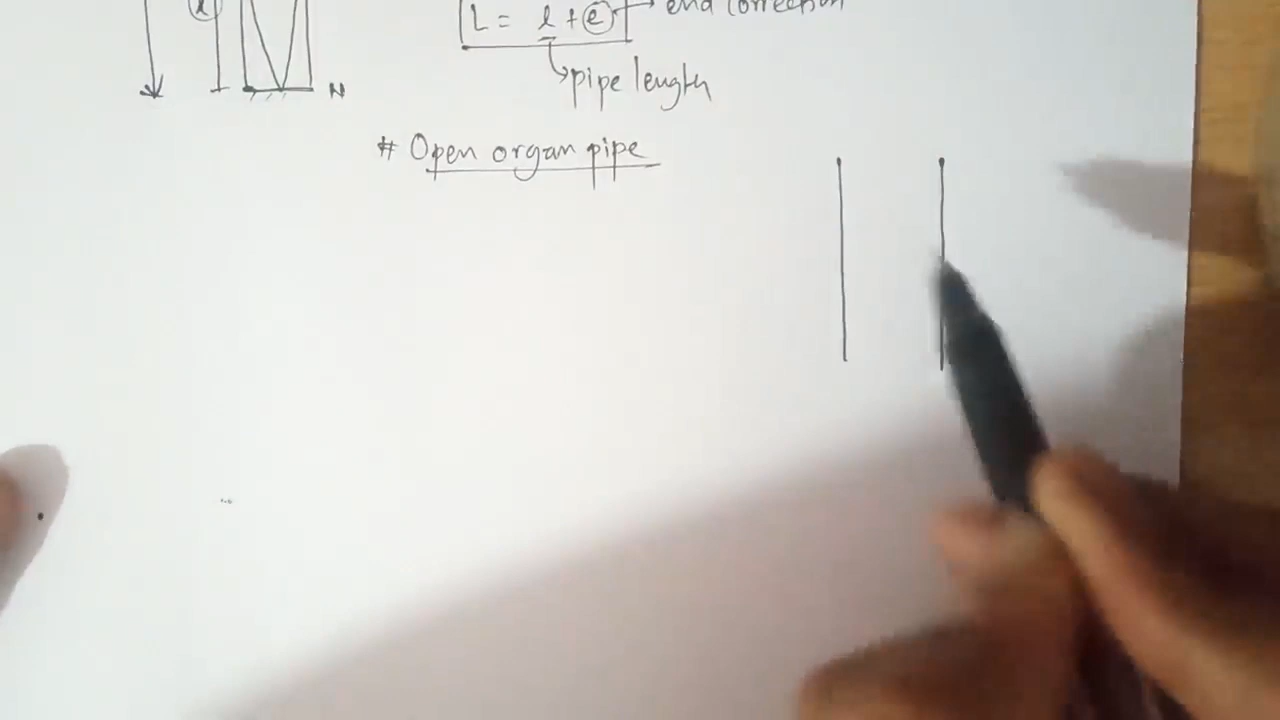 L = l + e → end correction
l
N
pipe length
# Open organ pipe